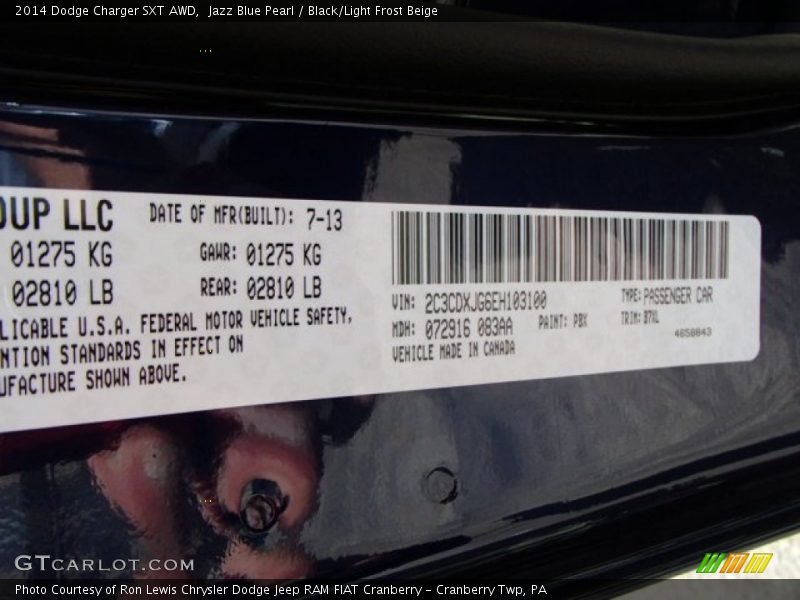 2014 Dodge Charger SXT AWD,  Jazz Blue Pearl / Black/Light Frost Beige
OUP LLC
DATE OF MFR(BUILT): 7-13
01275 KG
GAWR: 01275 KG
02810 LB
REAR: 02810 LB
LICABLE U.S.A. FEDERAL MOTOR VEHICLE SAFETY,
NTION STANDARDS IN EFFECT ON
UFACTURE SHOWN ABOVE.
VIN: 2C3CDXJG6EH103100
TYPE: PASSENGER CAR
MDH: 072916 083AA
PAINT: PBX
TRIM: B7XL
VEHICLE MADE IN CANADA
4658843
GTCARLOT.COM
Photo Courtesy of Ron Lewis Chrysler Dodge Jeep RAM FIAT Cranberry – Cranberry Twp, PA